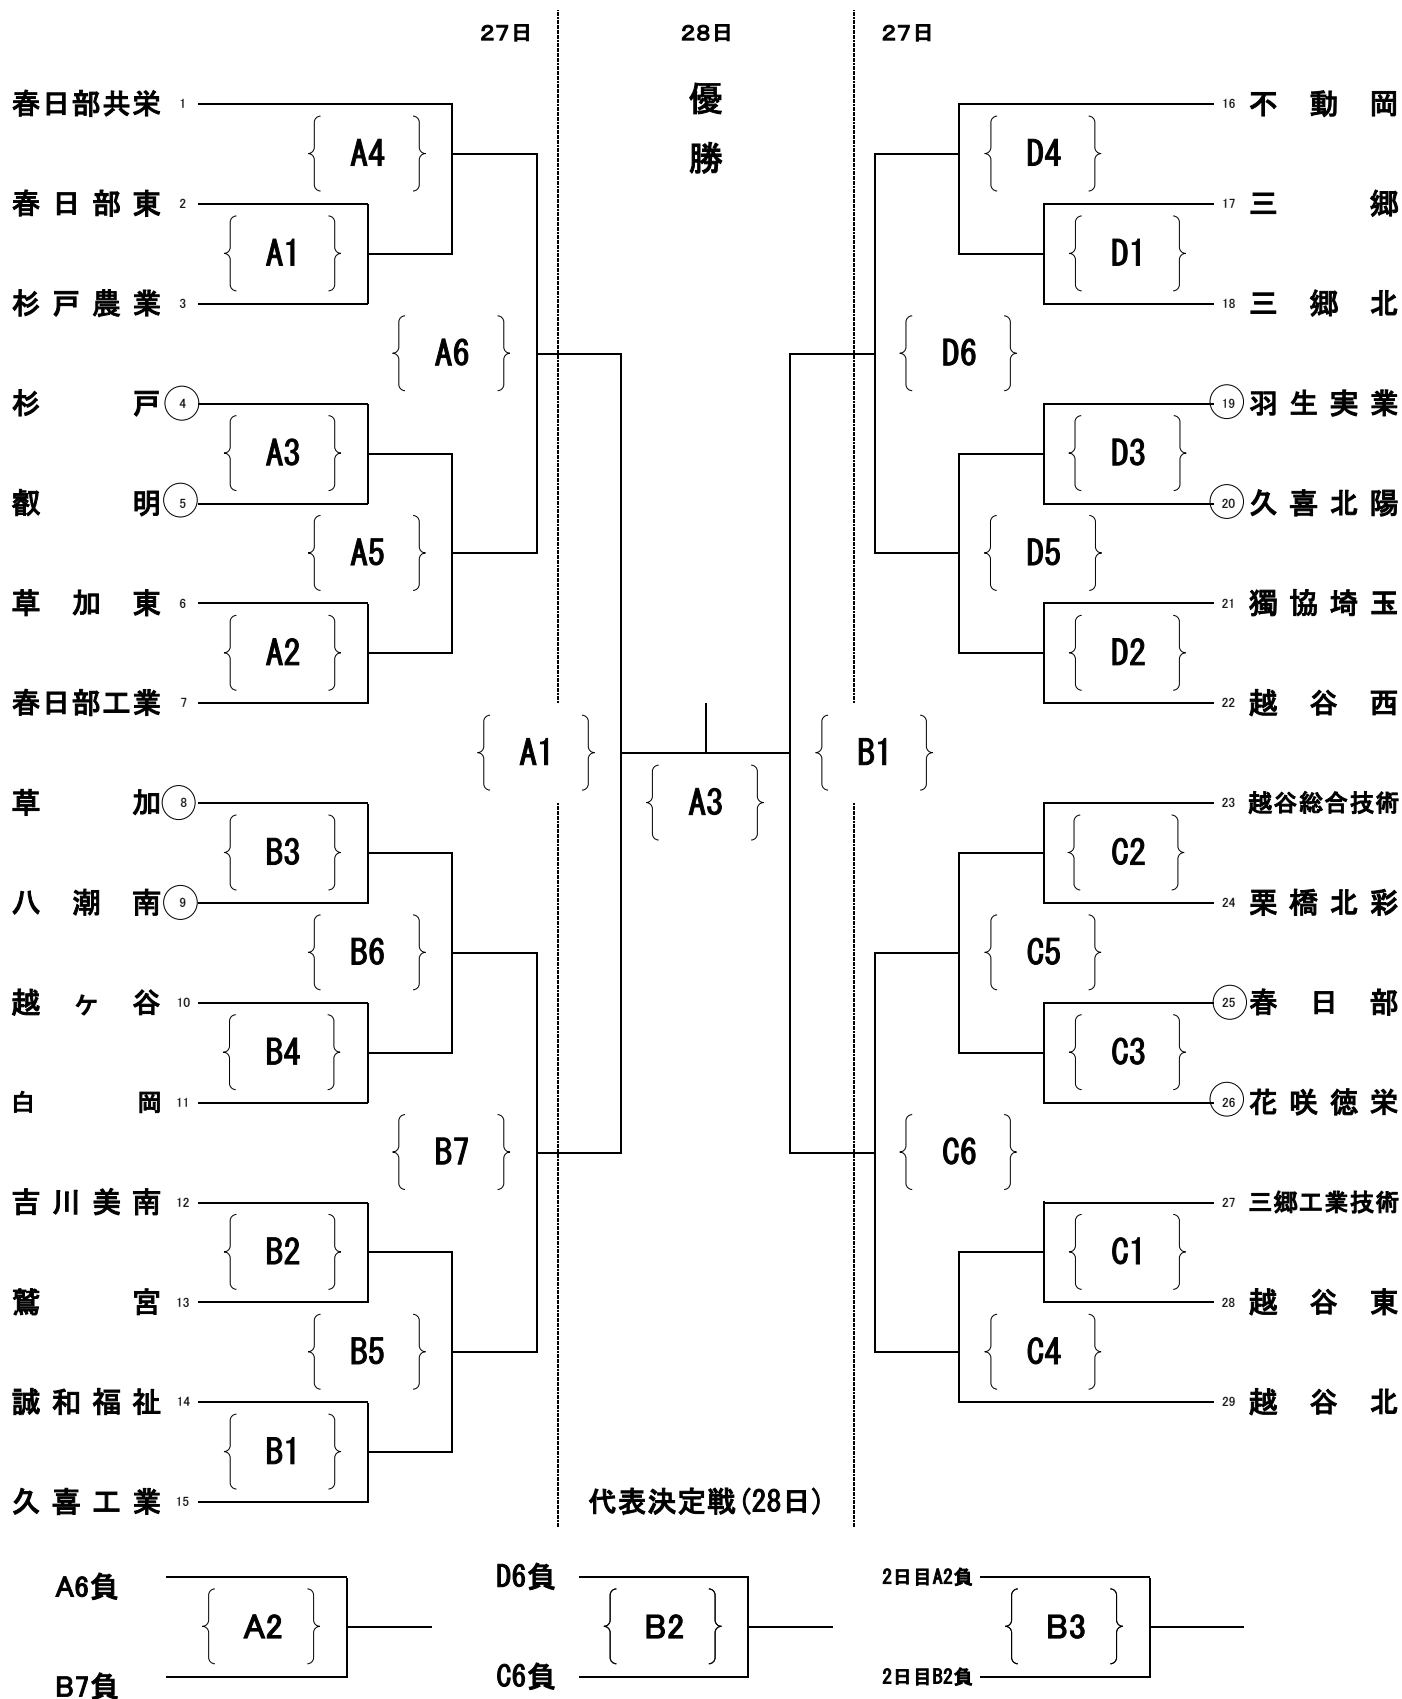 27日 28日 27日
優
勝
春日部共栄 1
16 不動岡
A4
D4
春日部東 2
17 三郷
A1
D1
杉戸農業 3
18 三郷北
A6
D6
杉戸 4
19 羽生実業
A3
D3
叡明 5
20 久喜北陽
A5
D5
草加東 6
21 獨協埼玉
A2
D2
春日部工業 7
22 越谷西
A1
B1
草加 8
A3
23 越谷総合技術
B3
C2
八潮南 9
24 栗橋北彩
B6
C5
越ヶ谷 10
25 春日部
B4
C3
白岡 11
26 花咲徳栄
B7
C6
吉川美南 12
27 三郷工業技術
B2
C1
鷲宮 13
28 越谷東
B5
C4
誠和福祉 14
29 越谷北
B1
久喜工業 15
代表決定戦(28日)
A6負
D6負
2日目A2負
A2
B2
B3
B7負
C6負
2日目B2負